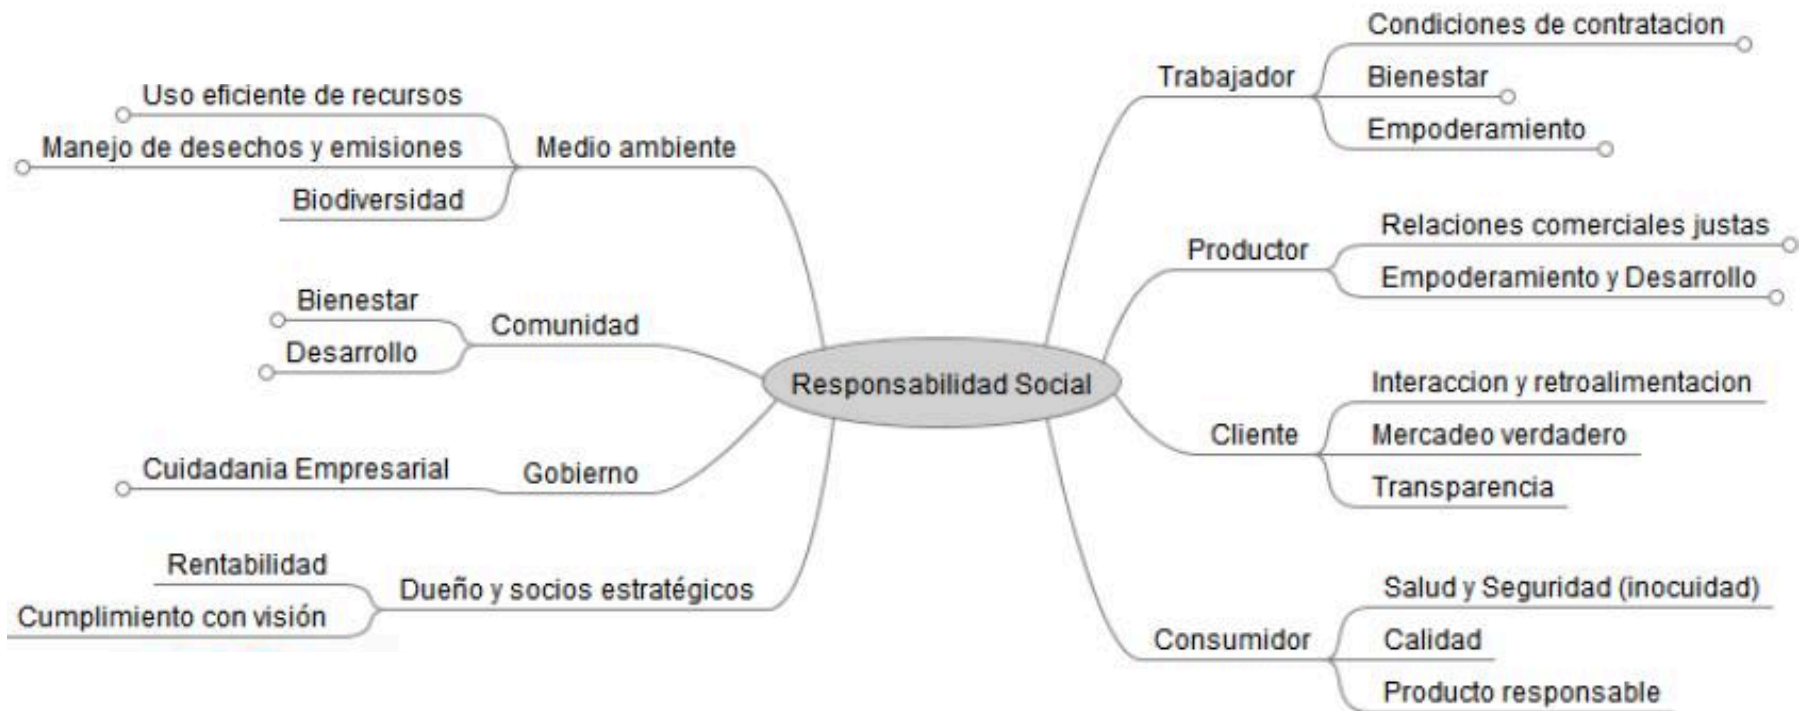 Condiciones de contratacion
Trabajador
Bienestar
Empoderamiento
Uso eficiente de recursos
Manejo de desechos y emisiones
Medio ambiente
Biodiversidad
Relaciones comerciales justas
Productor
Empoderamiento y Desarrollo
Bienestar
Comunidad
Desarrollo
Responsabilidad Social
Interaccion y retroalimentacion
Cliente
Mercadeo verdadero
Transparencia
Cuidadania Empresarial
Gobierno
Rentabilidad
Dueño y socios estratégicos
Cumplimiento con visión
Salud y Seguridad (inocuidad)
Consumidor
Calidad
Producto responsable